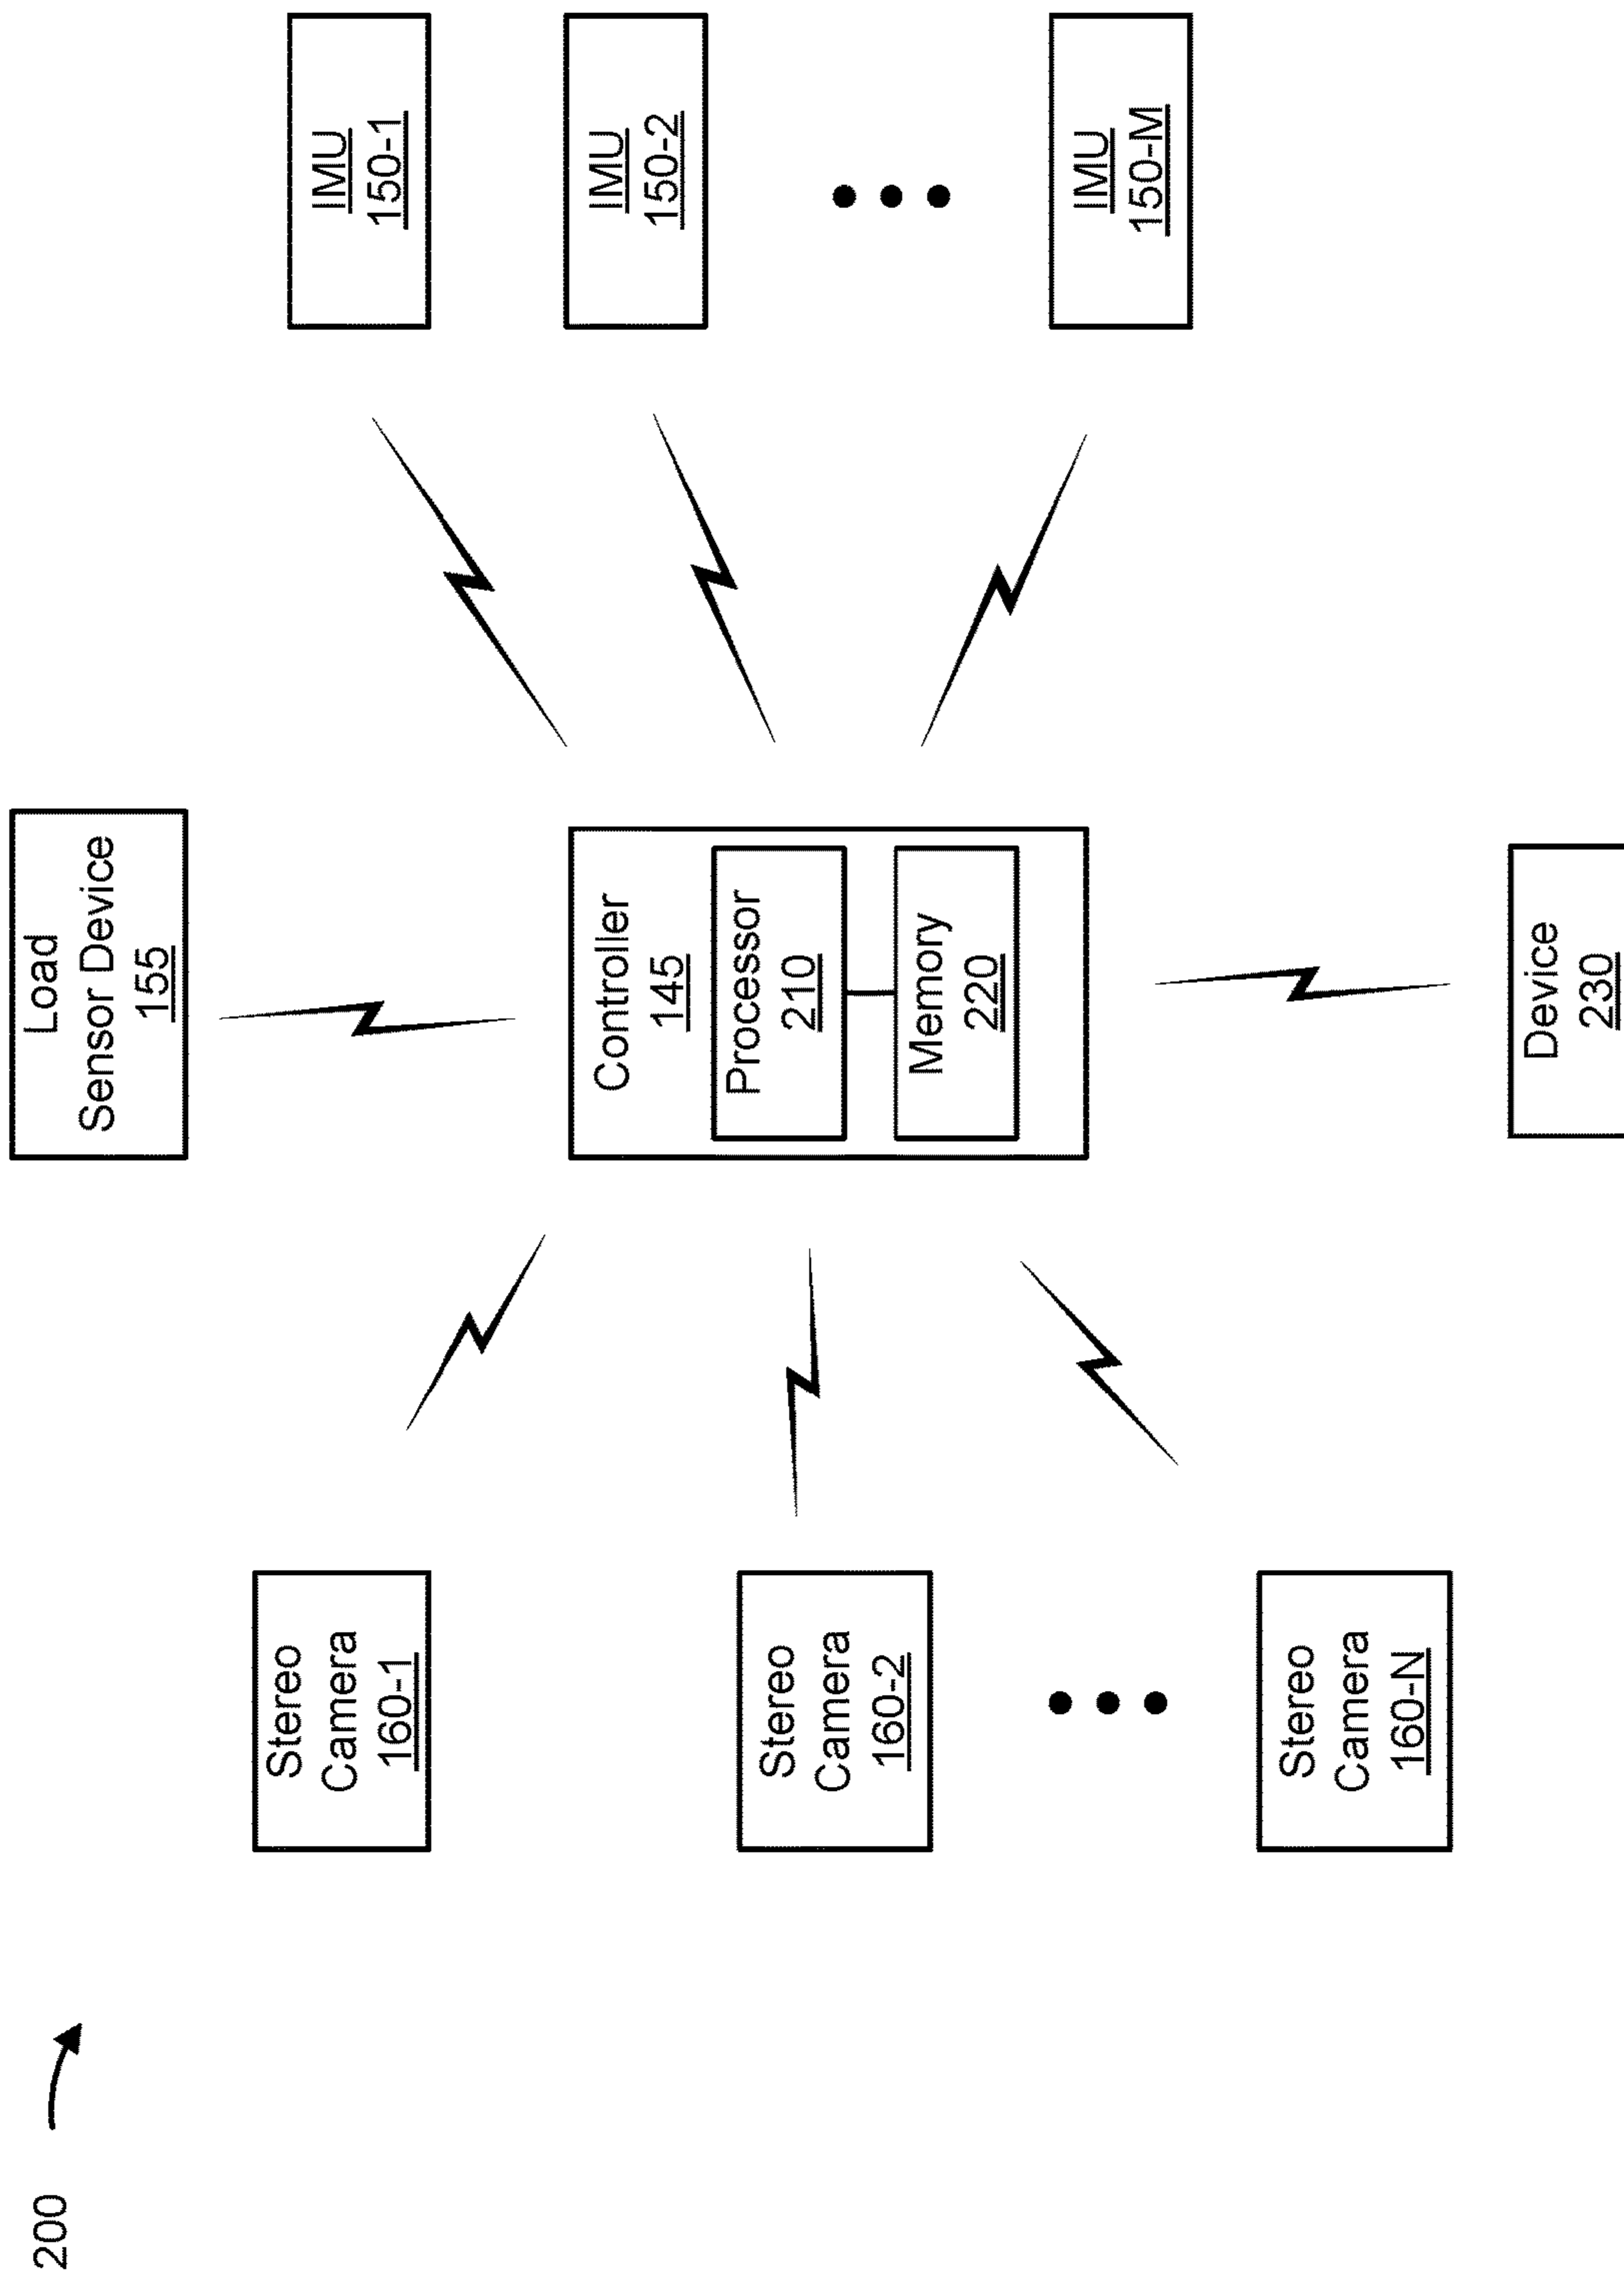 200
Load
Sensor Device
155
Stereo
Camera
160-1
Stereo
Camera
160-2
Stereo
Camera
160-N
Controller
145
Processor
210
Memory
220
IMU
150-1
IMU
150-2
IMU
150-M
Device
230